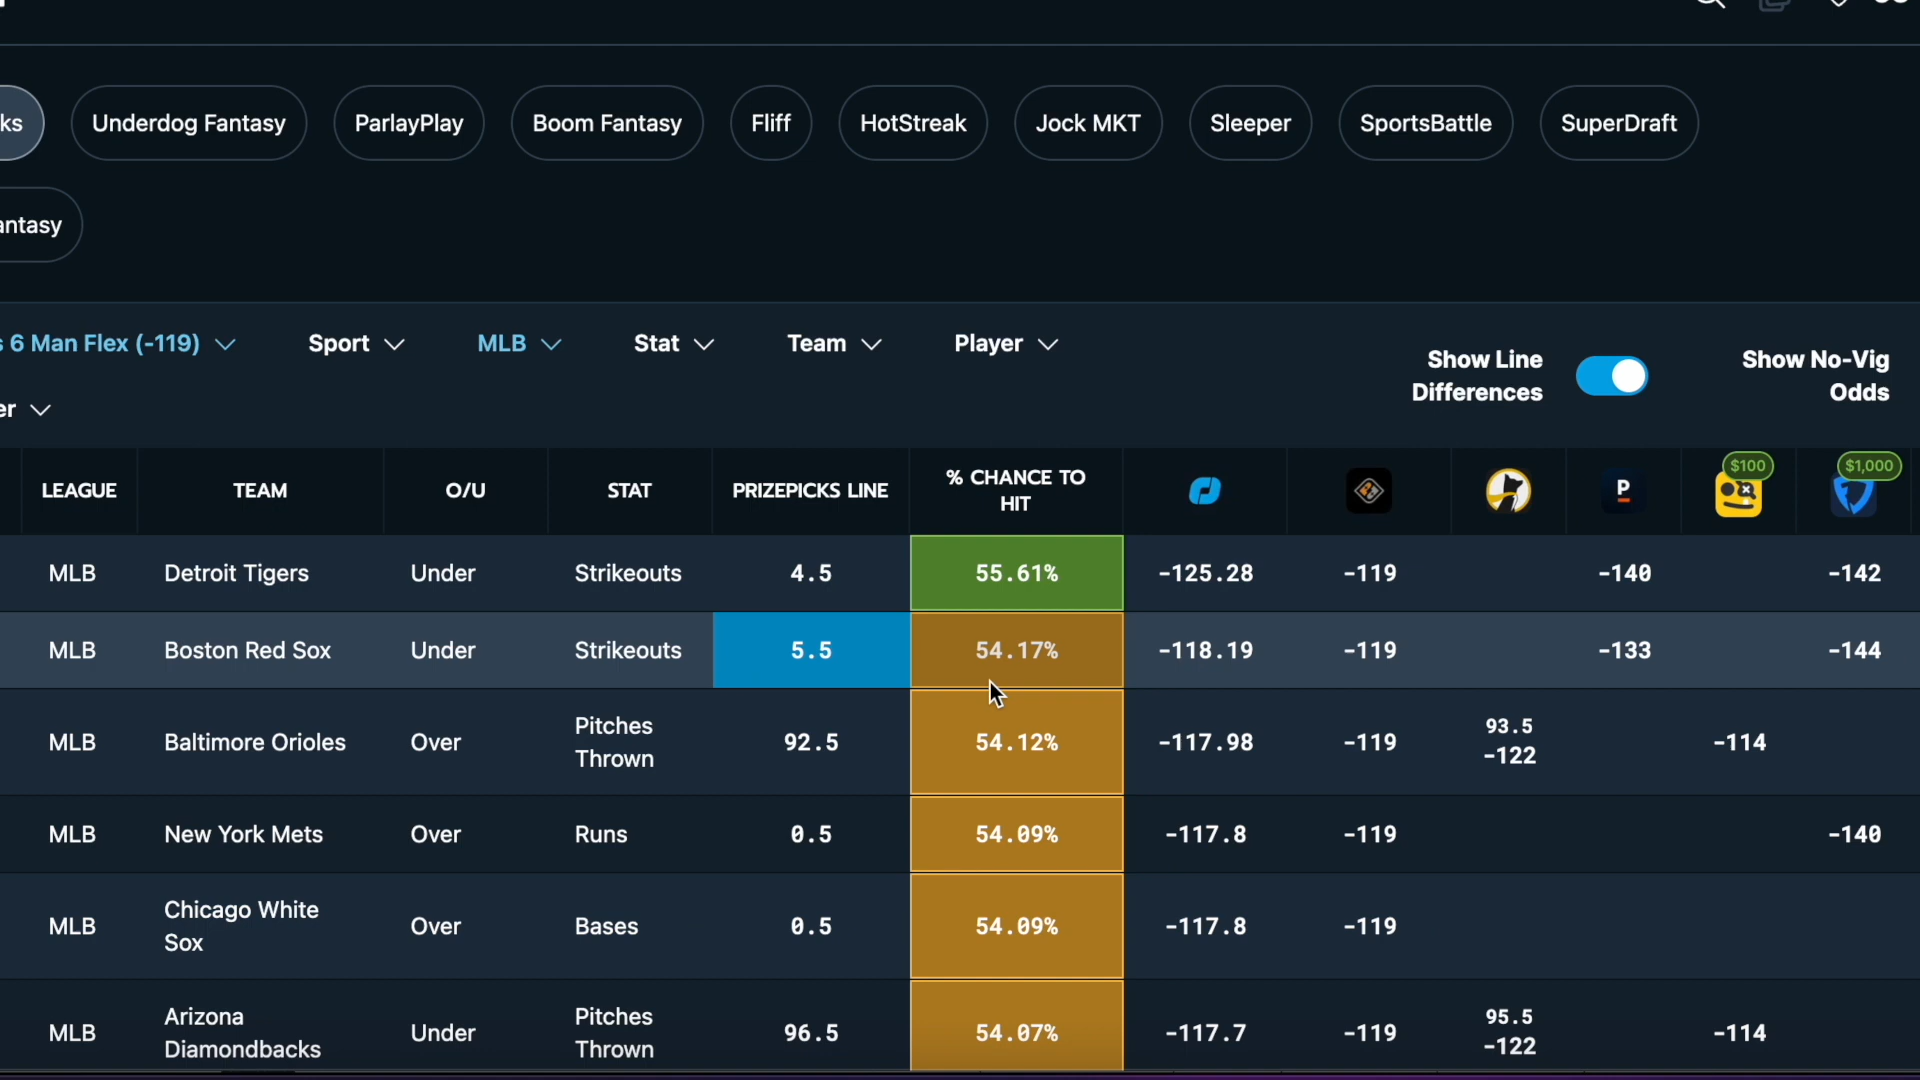 ks
Underdog Fantasy
ParlayPlay
Boom Fantasy
Fliff
HotStreak
Jock MKT
Sleeper
SportsBattle
SuperDraft
antasy
s 6 Man Flex (-119)
Sport
MLB
Stat
Team
Player
Show Line
Differences
Show No-Vig
Odds
er
LEAGUE
TEAM
O/U
STAT
PRIZEPICKS LINE
% CHANCE TO
HIT
P
$100
$1,000
MLB
Detroit Tigers
Under
Strikeouts
4.5
55.61%
-125.28
-119
-140
-142
MLB
Boston Red Sox
Under
Strikeouts
5.5
54.17%
-118.19
-119
-133
-144
MLB
Baltimore Orioles
Over
Pitches
Thrown
92.5
54.12%
-117.98
-119
93.5
-122
-114
MLB
New York Mets
Over
Runs
0.5
54.09%
-117.8
-119
-140
MLB
Chicago White
Sox
Over
Bases
0.5
54.09%
-117.8
-119
MLB
Arizona
Diamondbacks
Under
Pitches
Thrown
96.5
54.07%
-117.7
-119
95.5
-122
-114